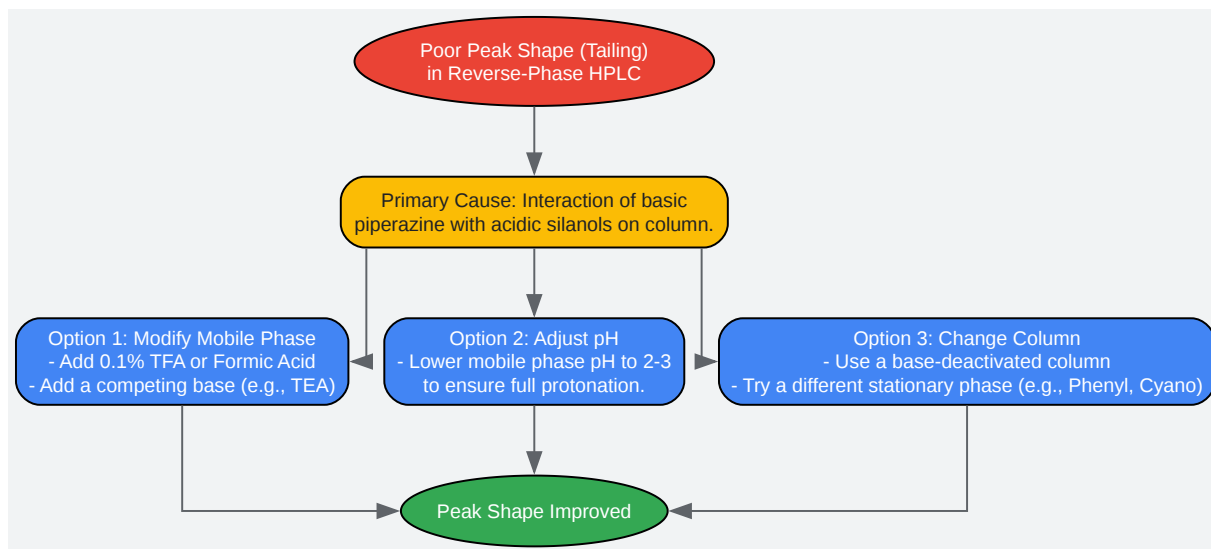 Poor Peak Shape (Tailing)
in Reverse-Phase HPLC
Primary Cause: Interaction of basic
piperazine with acidic silanols on column.
Option 1: Modify Mobile Phase
- Add 0.1% TFA or Formic Acid
- Add a competing base (e.g., TEA)
Option 2: Adjust pH
- Lower mobile phase pH to 2-3
to ensure full protonation.
Option 3: Change Column
- Use a base-deactivated column
- Try a different stationary phase (e.g., Phenyl, Cyano)
Peak Shape Improved